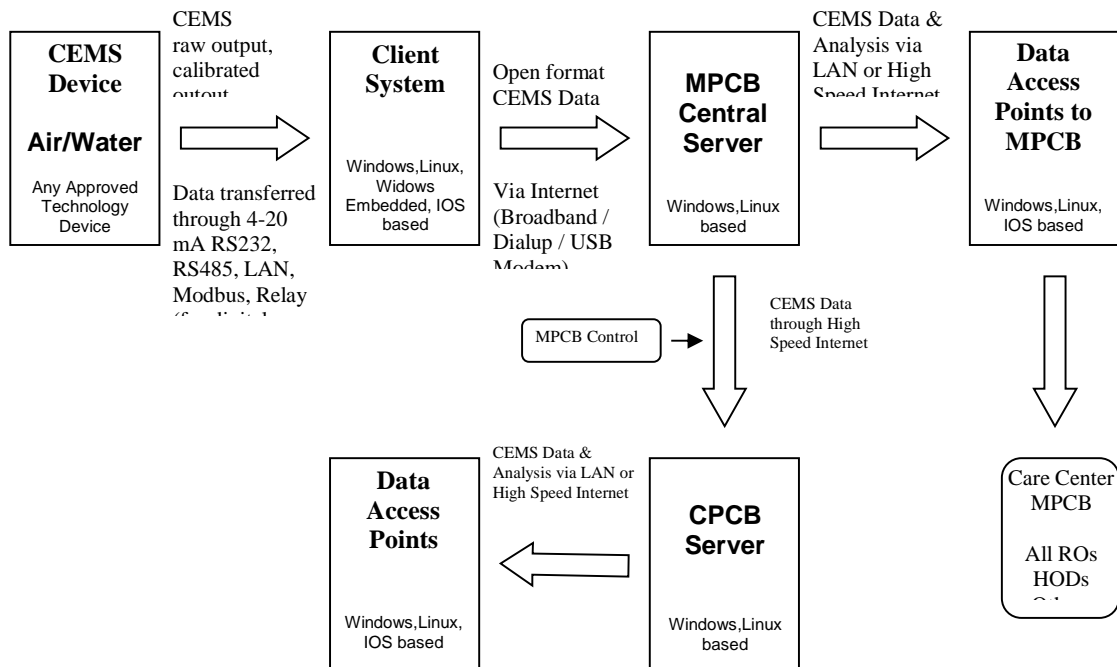 CEMS
Device
Air/Water
Any Approved
Technology
Device
CEMS
raw output,
calibrated
output
Data transferred
through 4-20
mA RS232,
RS485, LAN,
Modbus, Relay
Client
System
Windows,Linux,
Widows
Embedded, IOS
based
Open format
CEMS Data
Via Internet
(Broadband /
Dialup / USB
Modem)
MPCB
Central
Server
Windows,Linux
based
CEMS Data &
Analysis via
LAN or High
Speed Internet
Data
Access
Points to
MPCB
Windows,Linux,
IOS based
MPCB Control
CEMS Data
through High
Speed Internet
Data
Access
Points
Windows,Linux,
IOS based
CEMS Data &
Analysis via LAN or
High Speed Internet
CPCB
Server
Windows,Linux
based
Care Center
MPCB
All ROs
HODs